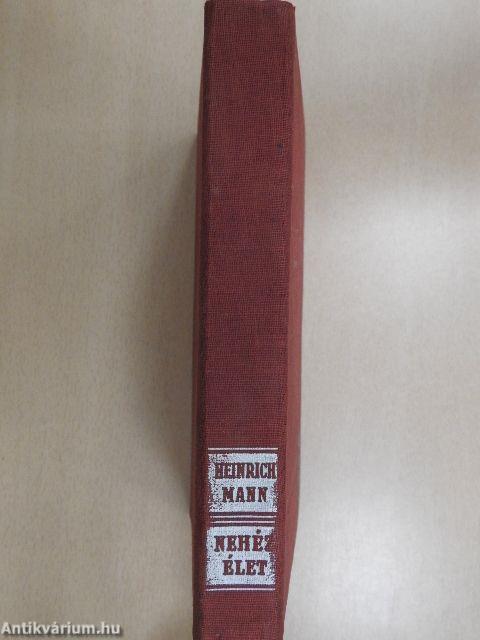 HEINRICH
MANN
NEHÉZ
ÉLET
Antikvárium.hu